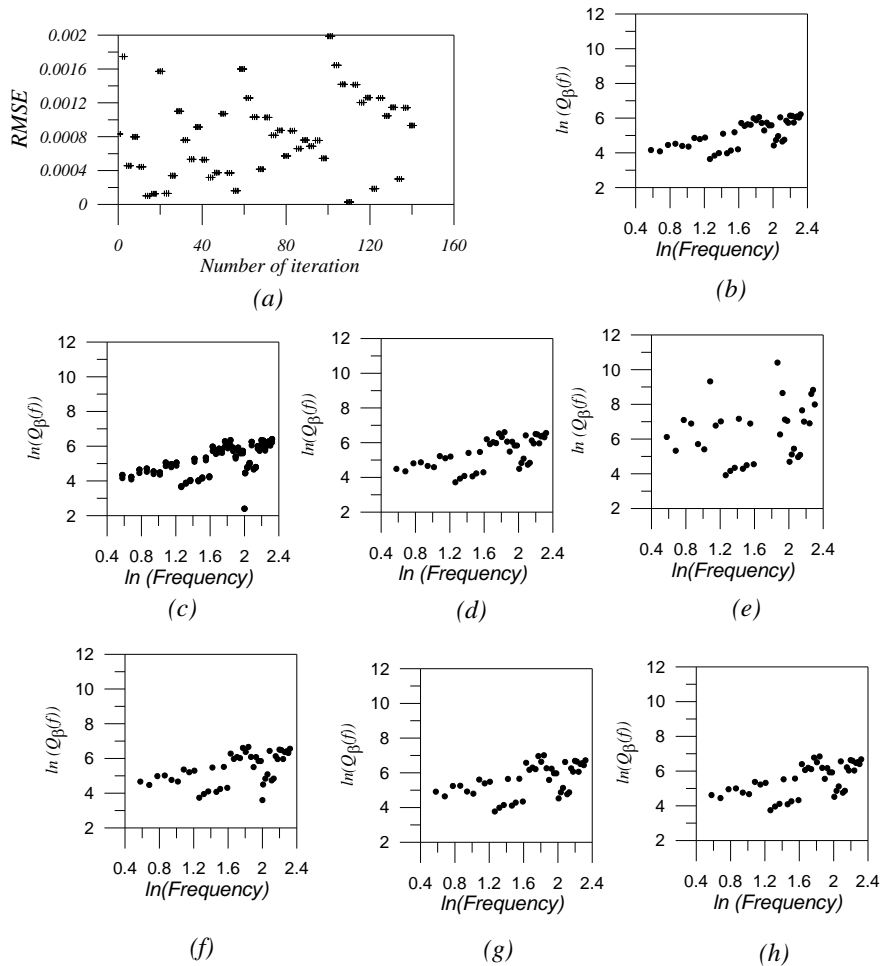 RMSE
0.002
0.0016
0.0012
0.0008
0.0004
0
0 40 80 120 160
Number of iteration
(a)
ln (Qβ(f))
12
10
8
6
4
2
0.4 0.8 1.2 1.6 2 2.4
ln(Frequency)
(b)
ln(Qβ(f))
12
10
8
6
4
2
0.4 0.8 1.2 1.6 2 2.4
ln (Frequency)
(c)
ln(Qβ(f))
12
10
8
6
4
2
0.4 0.8 1.2 1.6 2 2.4
ln (Frequency)
(d)
ln(Qβ(f))
12
10
8
6
4
2
0.4 0.8 1.2 1.6 2 2.4
ln(Frequency)
(e)
ln (Qβ(f))
12
10
8
6
4
2
0.4 0.8 1.2 1.6 2 2.4
ln(Frequency)
(f)
ln(Qβ(f))
12
10
8
6
4
2
0.4 0.8 1.2 1.6 2 2.4
ln(Frequency)
(g)
ln(Qβ(f))
12
10
8
6
4
2
0.4 0.8 1.2 1.6 2 2.4
ln (Frequency)
(h)